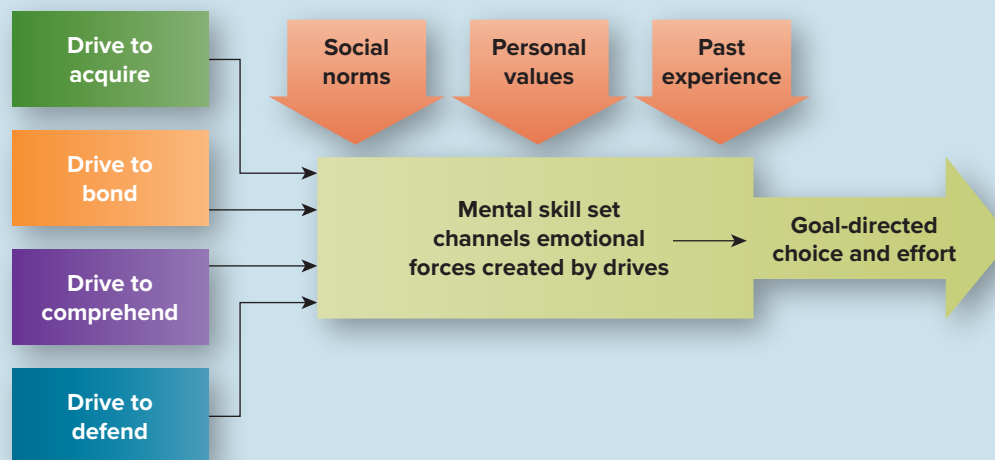 Drive to
acquire
Drive to
bond
Drive to
comprehend
Drive to
defend
Social
norms
Personal
values
Past
experience
Mental skill set
channels emotional
forces created by drives
Goal-directed
choice and effort